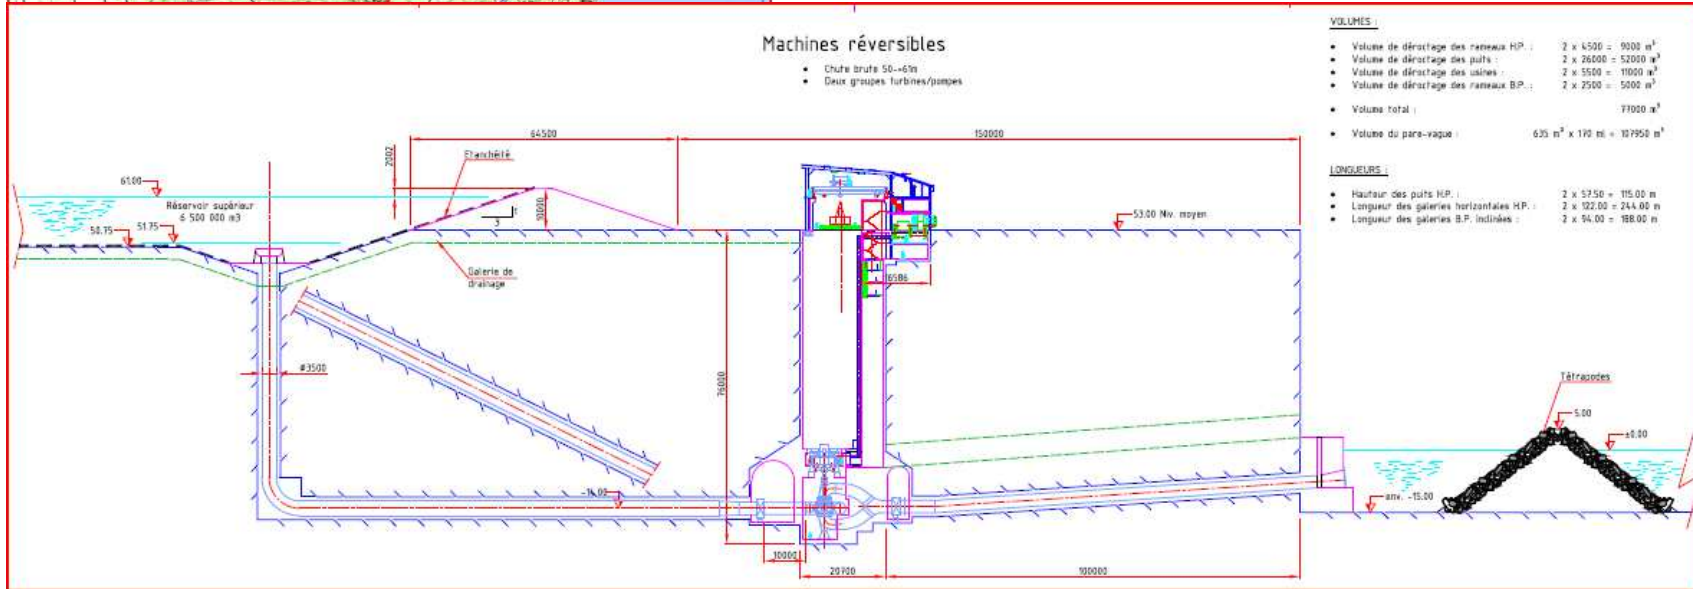 Machines réversibles
• Chute brute 50->61m
• Deux groupes turbines/pompes
VOLUMES :
• Volume de déroctage des rameaux H.P. : 2 x 4500 = 9000 m³
• Volume de déroctage des puits : 2 x 26000 = 52000 m³
• Volume de déroctage des usines : 2 x 5500 = 11000 m³
• Volume de déroctage des rameaux B.P. : 2 x 2500 = 5000 m³
• Volume total : 77000 m³
• Volume du pare-vague : 635 m² x 170 ml = 107950 m³
LONGUEURS :
• Hauteur des puits H.P. : 2 x 57.50 = 115.00 m
• Longueur des galeries horizontales H.P. : 2 x 122.00 = 244.00 m
• Longueur des galeries B.P. inclinées : 2 x 94.00 = 188.00 m
64500
150000
2002
Etanchéité
61.00
Réservoir supérieur
6 500 000 m3
10000
1
3
50.75
51.75
53.00 Niv. moyen
Galerie de
drainage
16586
ø3500
76000
Tétrapodes
5.00
±0.00
-14.00
env. -15.00
10000
20700
100000